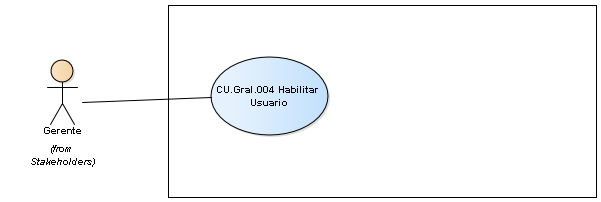 CU.Gral.004 Habilitar
Usuario
Gerente
(from
Stakeholders)